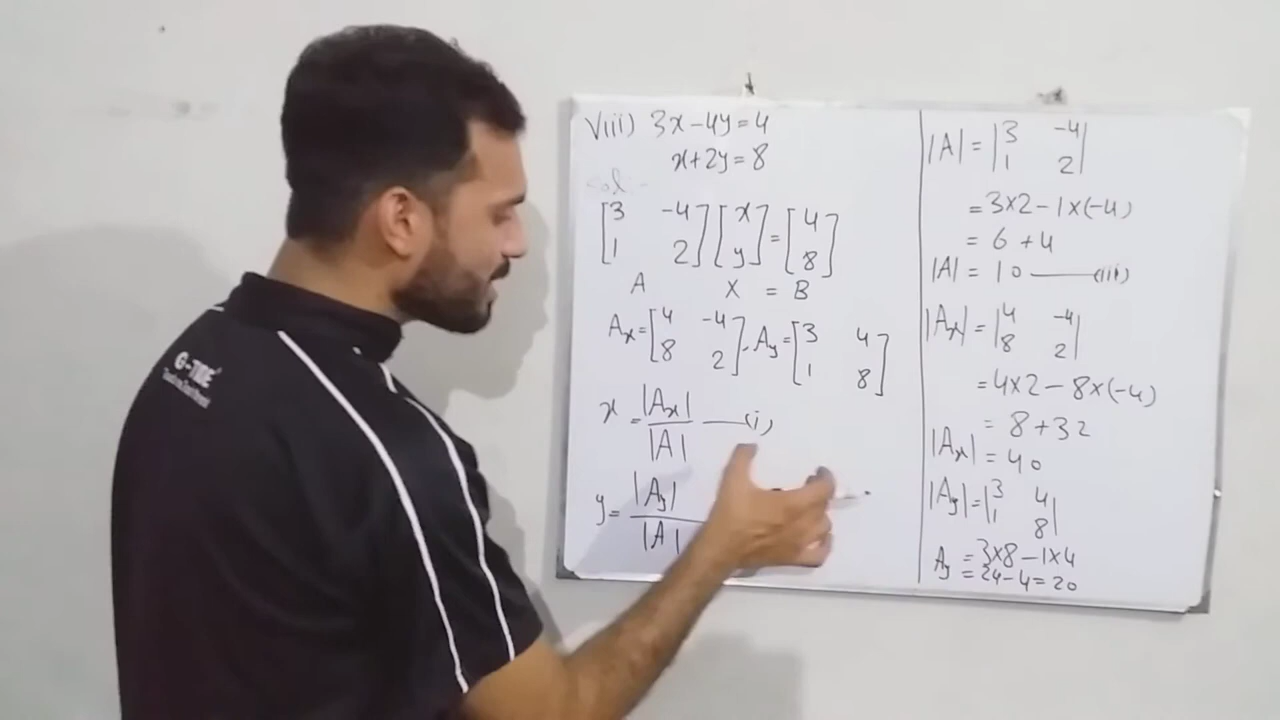 Viii) 3x-4y=4
x+2y=8
Sol:-
[3 -4] [x] = [4]
[1 2] [y] [8]
A X = B
Ax=[4 -4], Ay=[3 4]
[8 2] [1 8]
x = |Ax| —(i)
|A|
y = |Ay|
|A|
|A| = |3 -4|
|1 2|
=3x2-1x(-4)
= 6 +4
|A| = 10 —(iii)
|Ax| = |4 -4|
|8 2|
=4x2-8x(-4)
= 8+32
|Ax| = 40
|Ay| = |3 4|
|1 8|
Ay =3x8-1x4
=24-4=20
G-TIDE